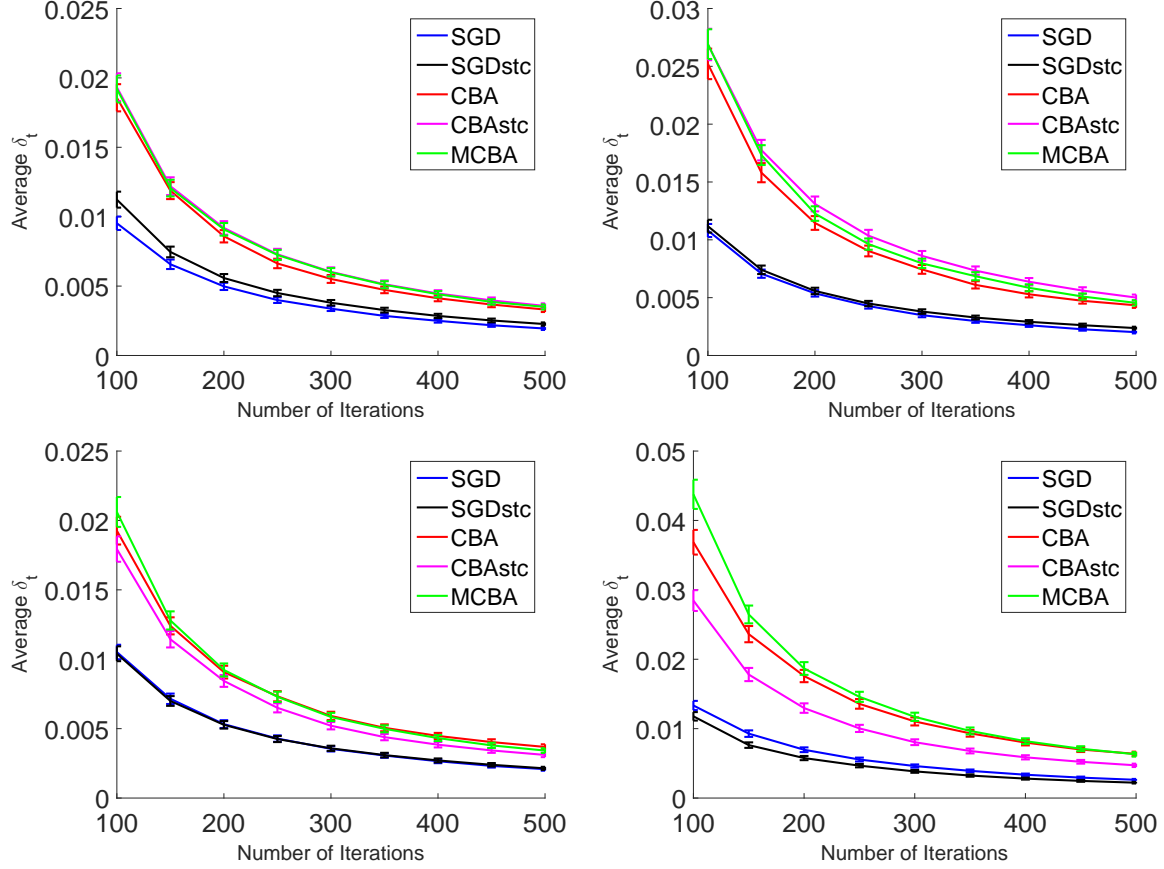 0.025
0.02
0.015
0.01
0.005
0
100
200
300
400
500
Average δt
Number of Iterations
SGD
SGDstc
CBA
CBAstc
MCBA
0.03
0.025
0.02
0.015
0.01
0.005
0
100
200
300
400
500
Average δt
Number of Iterations
SGD
SGDstc
CBA
CBAstc
MCBA
0.025
0.02
0.015
0.01
0.005
0
100
200
300
400
500
Average δt
Number of Iterations
SGD
SGDstc
CBA
CBAstc
MCBA
0.05
0.04
0.03
0.02
0.01
0
100
200
300
400
500
Average δt
Number of Iterations
SGD
SGDstc
CBA
CBAstc
MCBA